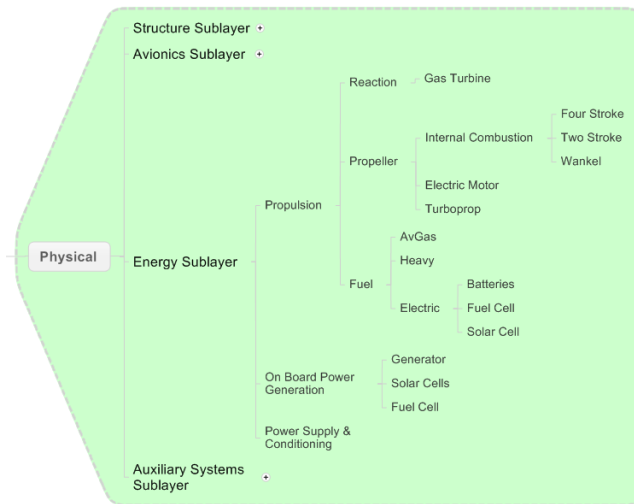 Structure Sublayer
Avionics Sublayer
Reaction
Gas Turbine
Four Stroke
Internal Combustion
Two Stroke
Propeller
Wankel
Electric Motor
Propulsion
Turboprop
AvGas
Physical
Energy Sublayer
Heavy
Fuel
Batteries
Electric
Fuel Cell
Solar Cell
Generator
On Board Power
Generation
Solar Cells
Fuel Cell
Power Supply &
Conditioning
Auxiliary Systems
Sublayer